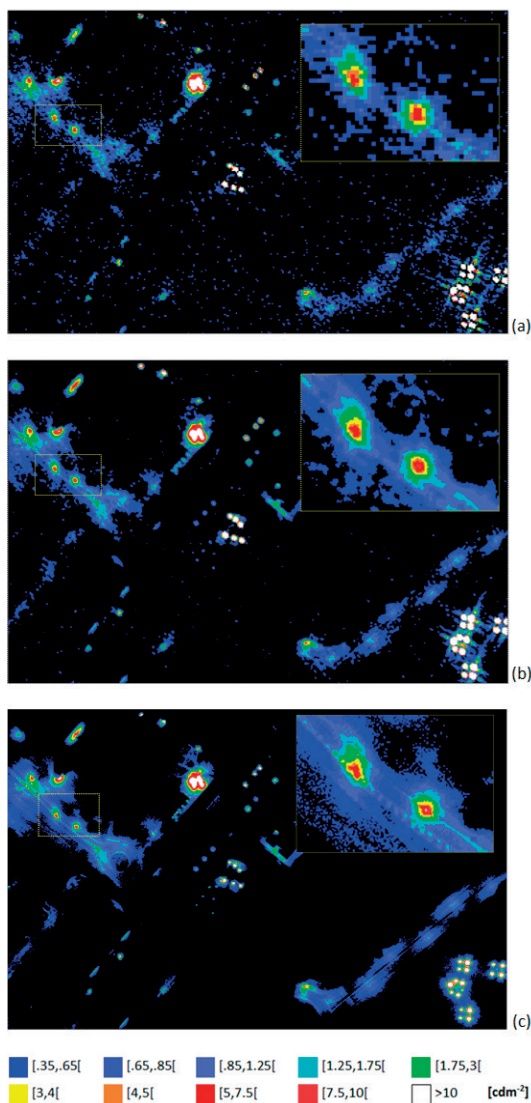 (a)
(b)
(c)
[.35,.65[ [.65,.85[ [.85,1.25[ [1.25,1.75[ [1.75,3[
[3,4[ [4,5[ [5,7.5[ [7.5,10[ >10 [cdm⁻²]